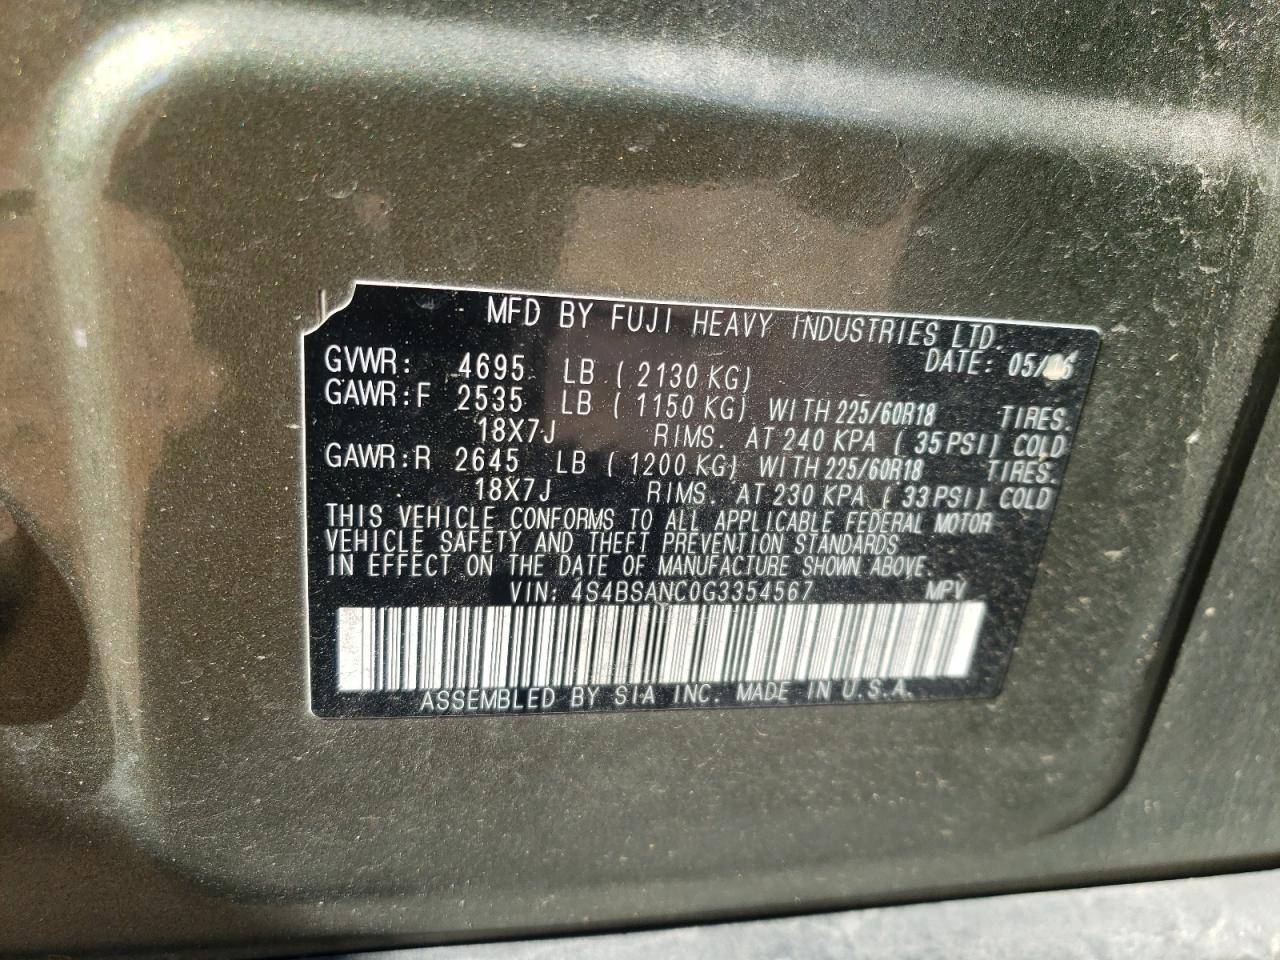 MFD BY FUJI HEAVY INDUSTRIES LTD.
DATE: 05/
GVWR: 4695 LB ( 2130 KG)
GAWR:F 2535 LB ( 1150 KG) WITH 225/60R18 TIRES.
18X7J RIMS. AT 240 KPA ( 35 PSI) COLD
GAWR:R 2645 LB ( 1200 KG) WITH 225/60R18 TIRES.
18X7J RIMS. AT 230 KPA ( 33 PSI) COLD
THIS VEHICLE CONFORMS TO ALL APPLICABLE FEDERAL MOTOR
VEHICLE SAFETY AND THEFT PREVENTION STANDARDS
IN EFFECT ON THE DATE OF MANUFACTURE SHOWN ABOVE.
VIN: 4S4BSANC0G3354567 MPV
ASSEMBLED BY SIA INC. MADE IN U.S.A.